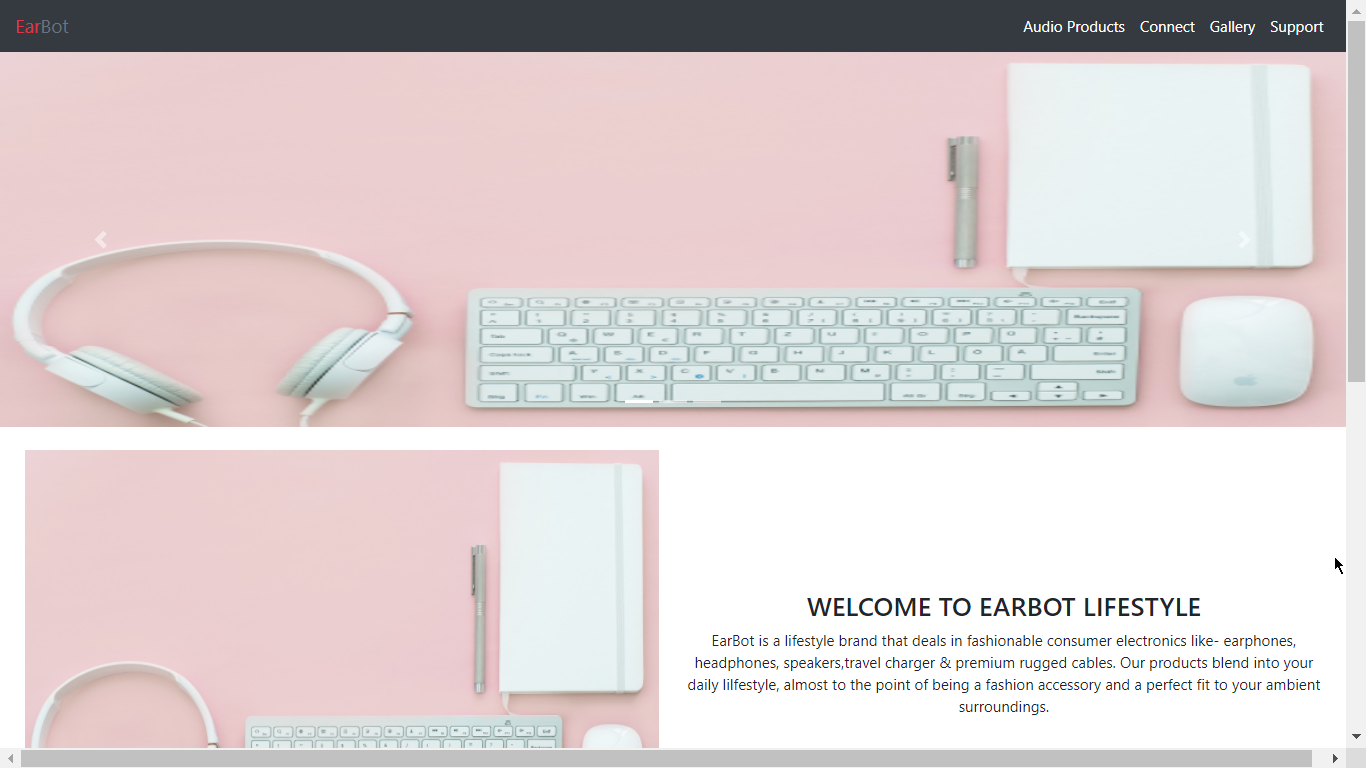 EarBot
Audio Products Connect Gallery Support
WELCOME TO EARBOT LIFESTYLE
EarBot is a lifestyle brand that deals in fashionable consumer electronics like- earphones,
headphones, speakers,travel charger & premium rugged cables. Our products blend into your
daily lilfestyle, almost to the point of being a fashion accessory and a perfect fit to your ambient
surroundings.